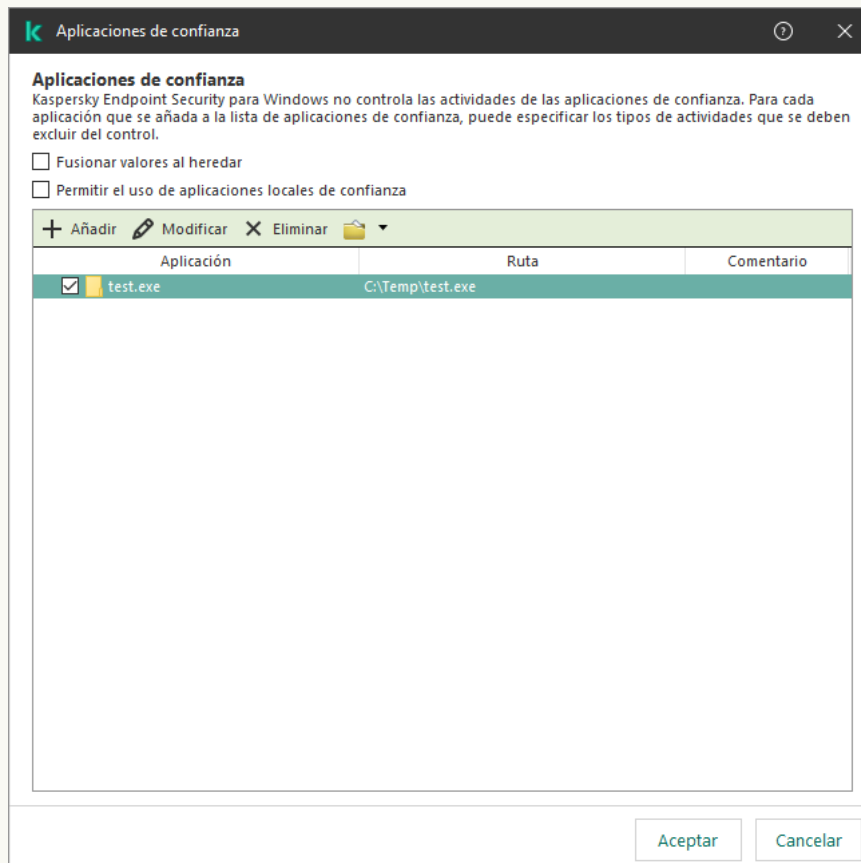 Aplicaciones de confianza
Aplicaciones de confianza
Kaspersky Endpoint Security para Windows no controla las actividades de las aplicaciones de confianza. Para cada
aplicación que se añada a la lista de aplicaciones de confianza, puede especificar los tipos de actividades que se deben
excluir del control.
Fusionar valores al heredar
Permitir el uso de aplicaciones locales de confianza
Añadir Modificar Eliminar
Aplicación Ruta Comentario
test.exe C:\Temp\test.exe
Aceptar Cancelar